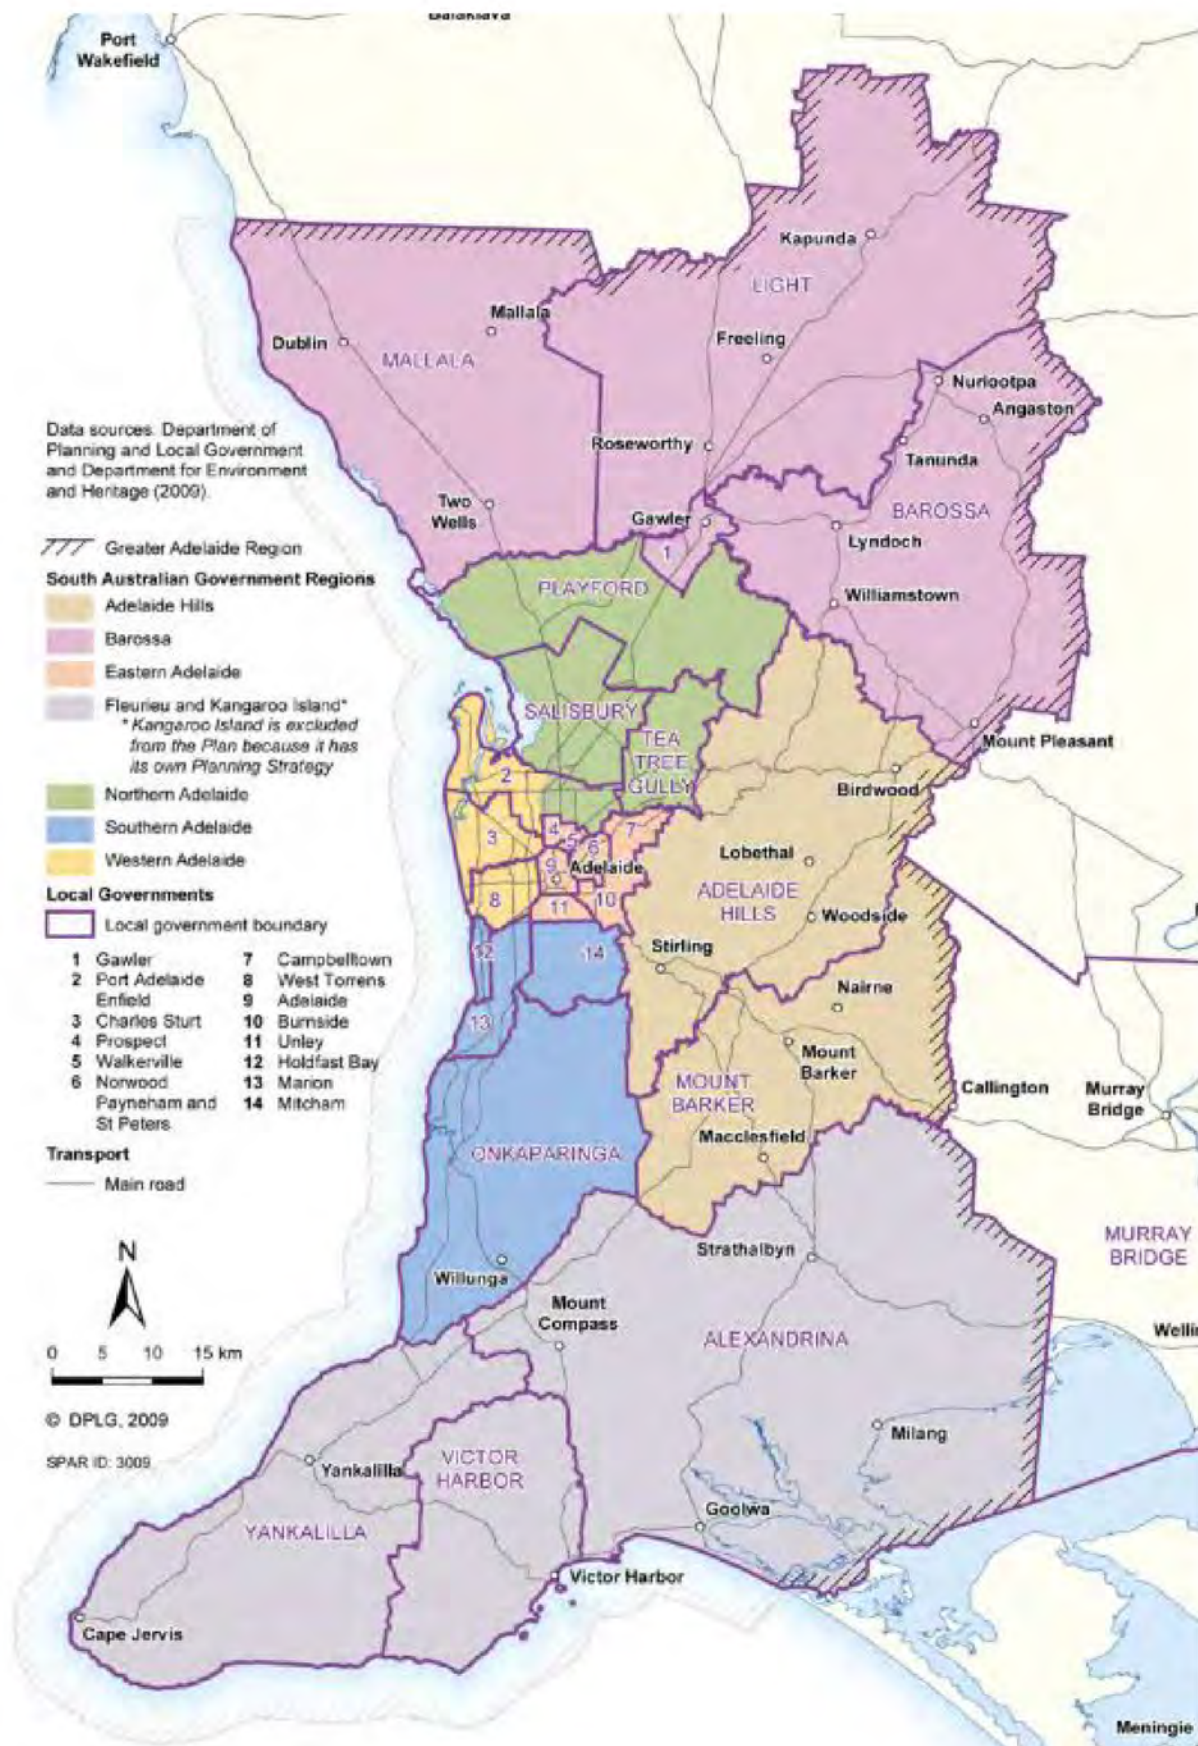 Port
Wakefield
Kapunda
LIGHT
Mallala
Dublin
MALLALA
Freeling
Nuriootpa
Angaston
Roseworthy
Tanunda
Two
Wells
Gawler
BAROSSA
Lyndoch
1
PLAYFORD
Williamstown
SALISBURY
TEA
TREE
GULLY
Mount Pleasant
2
Birdwood
3
4
5
6
7
Lobethal
9
Adelaide
ADELAIDE
HILLS
8
10
11
Woodside
Stirling
12
14
Nairne
13
Mount
Barker
MOUNT
BARKER
Callington
Murray
Bridge
Macclesfield
ONKAPARINGA
MURRAY
BRIDGE
Strathalbyn
Willunga
Mount
Compass
ALEXANDRINA
Milang
Yankalilla
VICTOR
HARBOR
Goolwa
YANKALILLA
Victor Harbor
Cape Jervis
Meningie
Data sources: Department of
Planning and Local Government
and Department for Environment
and Heritage (2009).
Greater Adelaide Region
South Australian Government Regions
Adelaide Hills
Barossa
Eastern Adelaide
Fleurieu and Kangaroo Island*
* Kangaroo Island is excluded
from the Plan because it has
its own Planning Strategy
Northern Adelaide
Southern Adelaide
Western Adelaide
Local Governments
Local government boundary
1 Gawler
2 Port Adelaide
Enfield
3 Charles Sturt
4 Prospect
5 Walkerville
6 Norwood
Payneham and
St Peters
7 Campbelltown
8 West Torrens
9 Adelaide
10 Burnside
11 Unley
12 Holdfast Bay
13 Marion
14 Mitcham
Transport
Main road
N
0 5 10 15 km
© DPLG, 2009
SPAR ID: 3009